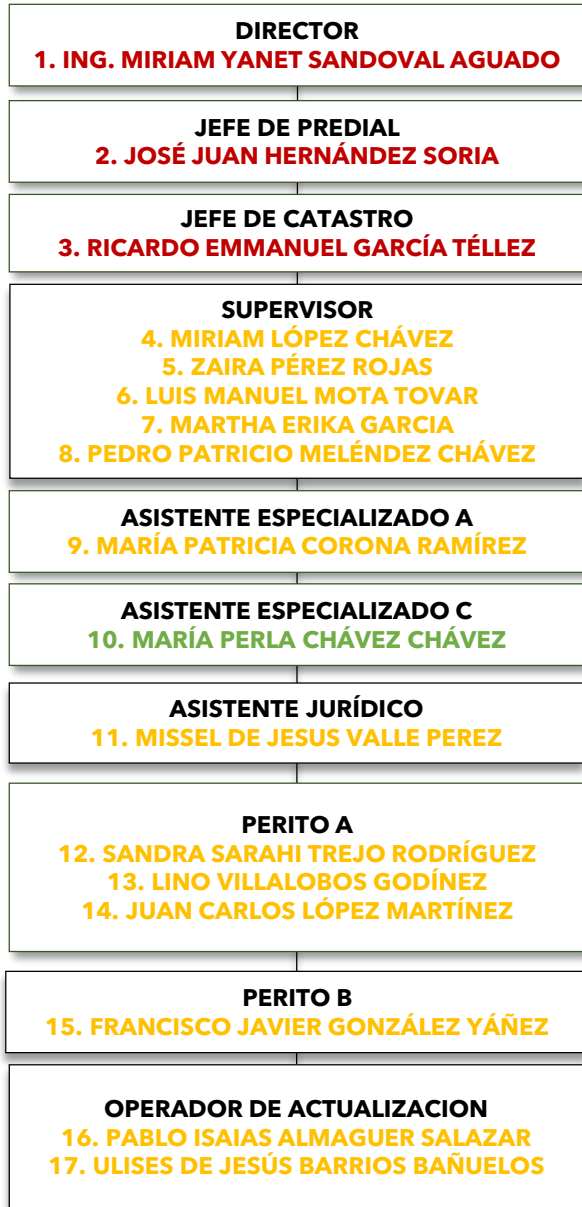 DIRECTOR
1. ING. MIRIAM YANET SANDOVAL AGUADO
JEFE DE PREDIAL
2. JOSÉ JUAN HERNÁNDEZ SORIA
JEFE DE CATASTRO
3. RICARDO EMMANUEL GARCÍA TÉLLEZ
SUPERVISOR
4. MIRIAM LÓPEZ CHÁVEZ
5. ZAIRA PÉREZ ROJAS
6. LUIS MANUEL MOTA TOVAR
7. MARTHA ERIKA GARCIA
8. PEDRO PATRICIO MELÉNDEZ CHÁVEZ
ASISTENTE ESPECIALIZADO A
9. MARÍA PATRICIA CORONA RAMÍREZ
ASISTENTE ESPECIALIZADO C
10. MARÍA PERLA CHÁVEZ CHÁVEZ
ASISTENTE JURÍDICO
11. MISSEL DE JESUS VALLE PEREZ
PERITO A
12. SANDRA SARAHI TREJO RODRÍGUEZ
13. LINO VILLALOBOS GODÍNEZ
14. JUAN CARLOS LÓPEZ MARTÍNEZ
PERITO B
15. FRANCISCO JAVIER GONZÁLEZ YÁÑEZ
OPERADOR DE ACTUALIZACION
16. PABLO ISAIAS ALMAGUER SALAZAR
17. ULISES DE JESÚS BARRIOS BAÑUELOS